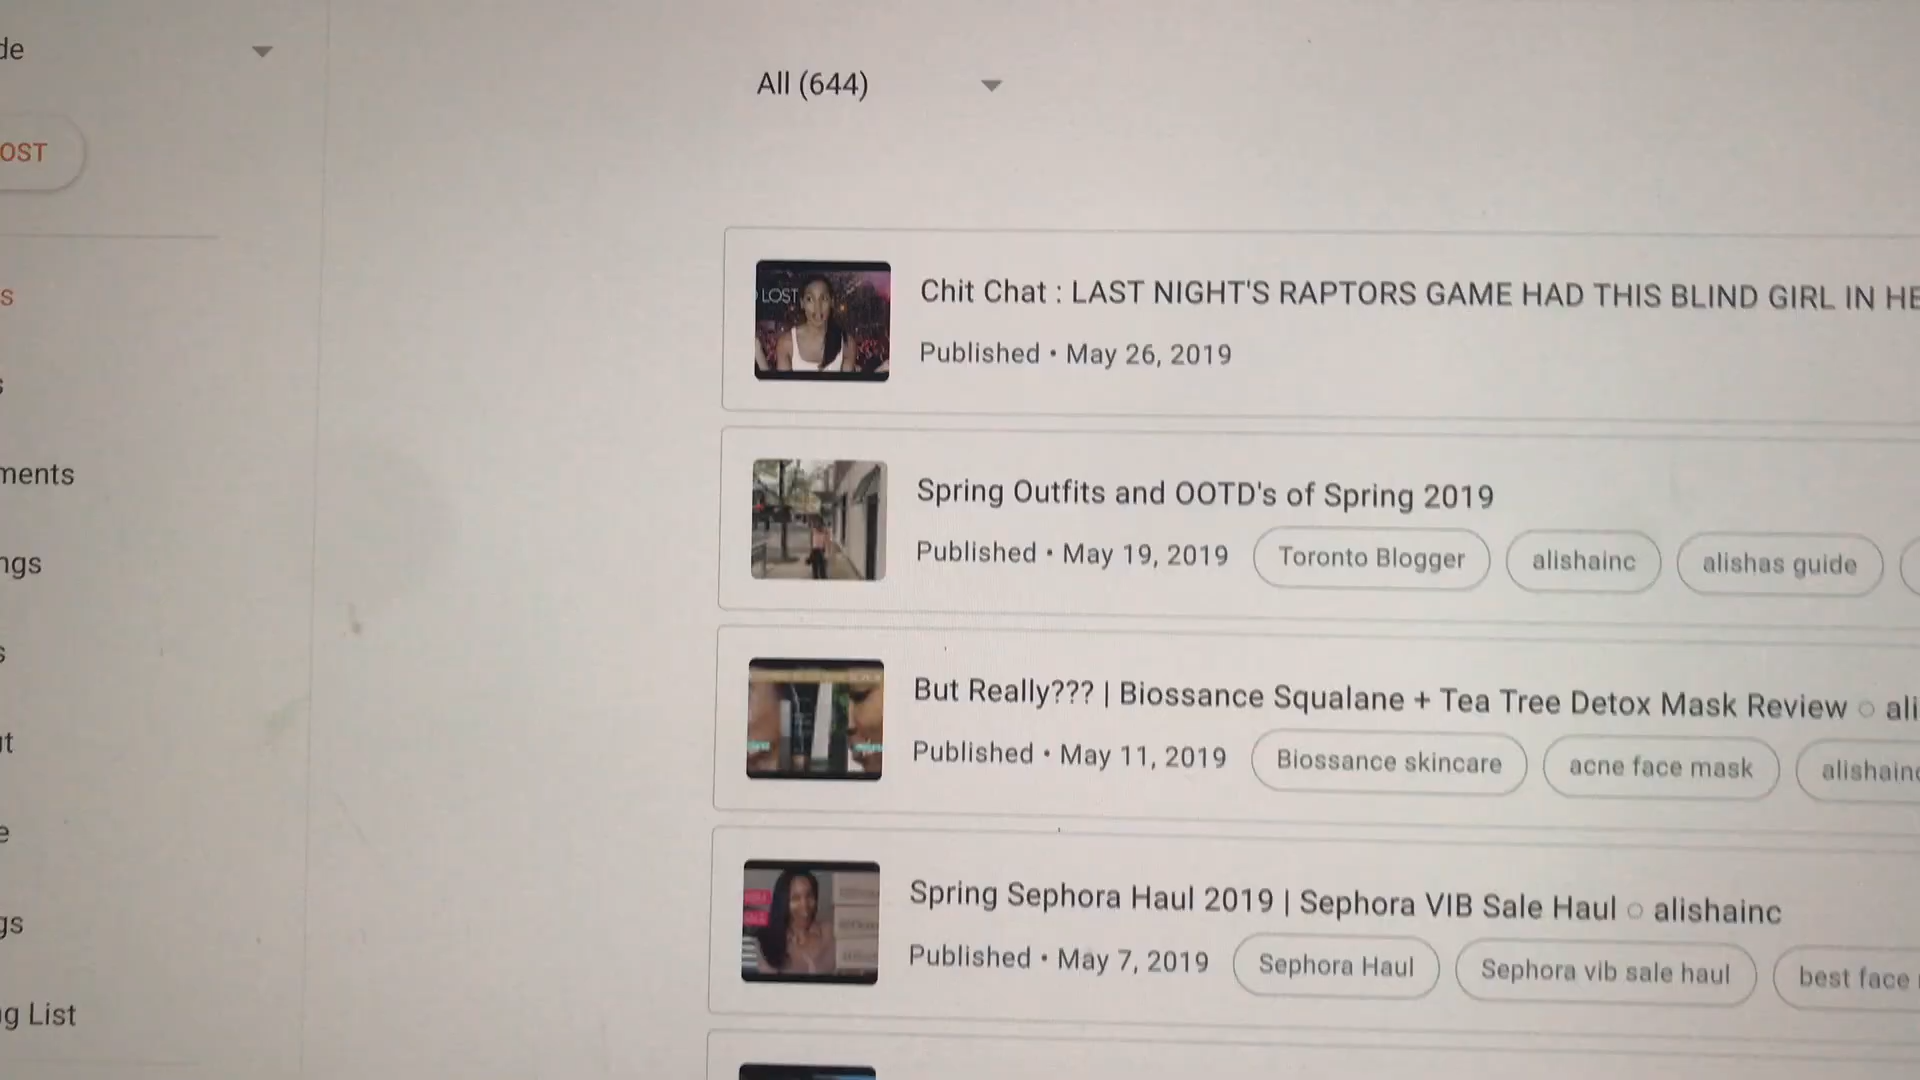 de
All (644)
OST
s
LOST
Chit Chat : LAST NIGHT'S RAPTORS GAME HAD THIS BLIND GIRL IN HE
Published • May 26, 2019
s
ments
Spring Outfits and OOTD's of Spring 2019
Published • May 19, 2019 Toronto Blogger alishainc alishas guide
ngs
s
But Really??? | Biossance Squalane + Tea Tree Detox Mask Review ○ ali
Published • May 11, 2019 Biossance skincare acne face mask alishainc
ut
e
Spring Sephora Haul 2019 | Sephora VIB Sale Haul ○ alishainc
Published • May 7, 2019 Sephora Haul Sephora vib sale haul best face
gs
g List